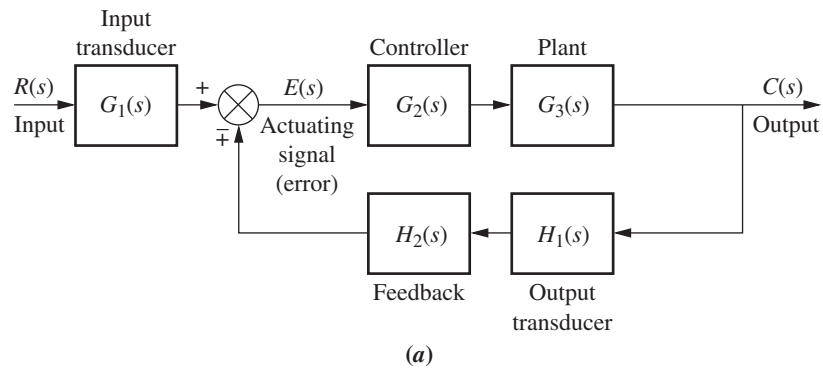 Input
transducer
Controller
Plant
R(s)
Input
G₁(s)
+
∓
E(s)
Actuating
signal
(error)
G₂(s)
G₃(s)
C(s)
Output
H₂(s)
H₁(s)
Feedback
Output
transducer
(a)